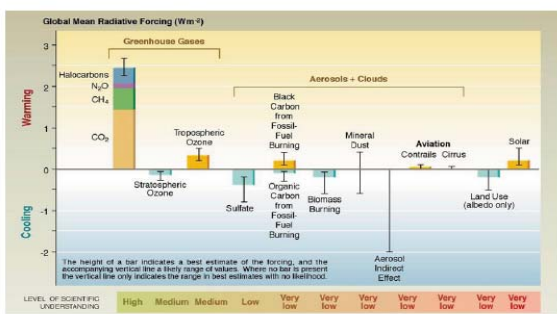 Global Mean Radiative Forcing (Wm⁻²)
Greenhouse Gases
3
2
1
0
-1
-2
Warming
Cooling
Halocarbons
N₂O
CH₄
CO₂
Stratospheric
Ozone
Tropospheric
Ozone
Aerosols + Clouds
Sulfate
Black
Carbon
from
Fossil-
Fuel
Burning
Organic
Carbon
from
Fossil-
Fuel
Burning
Biomass
Burning
Mineral
Dust
Aerosol
Indirect
Effect
Aviation
Contrails Cirrus
Land Use
(albedo only)
Solar
0
The height of a bar indicates a best estimate of the forcing, and the
accompanying vertical line a likely range of values. Where no bar is present
the vertical line only indicates the range in best estimates with no likelihood.
LEVEL OF SCIENTIFIC
UNDERSTANDING
High Medium Medium Low Very low Very low Very low Very low Very low Very low Very low Very low